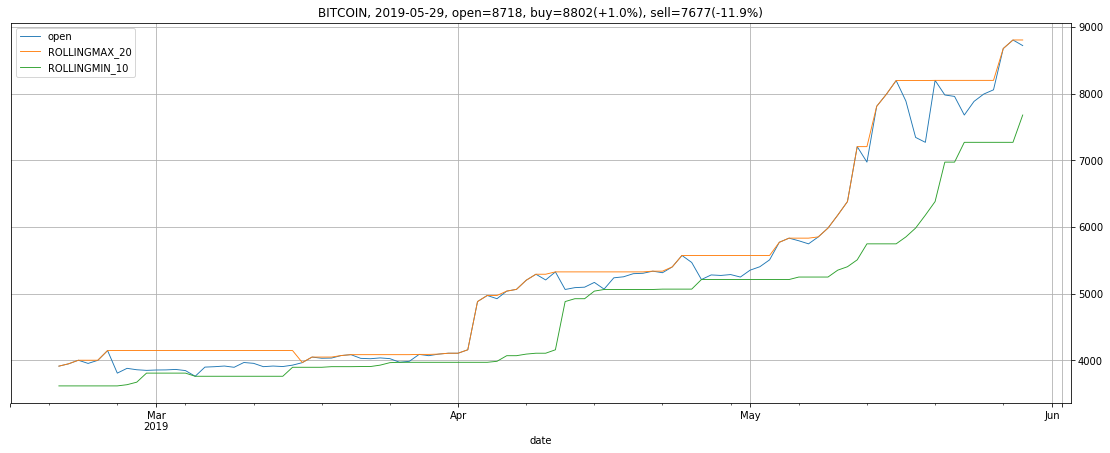 BITCOIN, 2019-05-29, open=8718, buy=8802(+1.0%), sell=7677(-11.9%)
open
ROLLINGMAX_20
ROLLINGMIN_10
9000
8000
7000
6000
5000
4000
Mar
2019
Apr
May
Jun
date